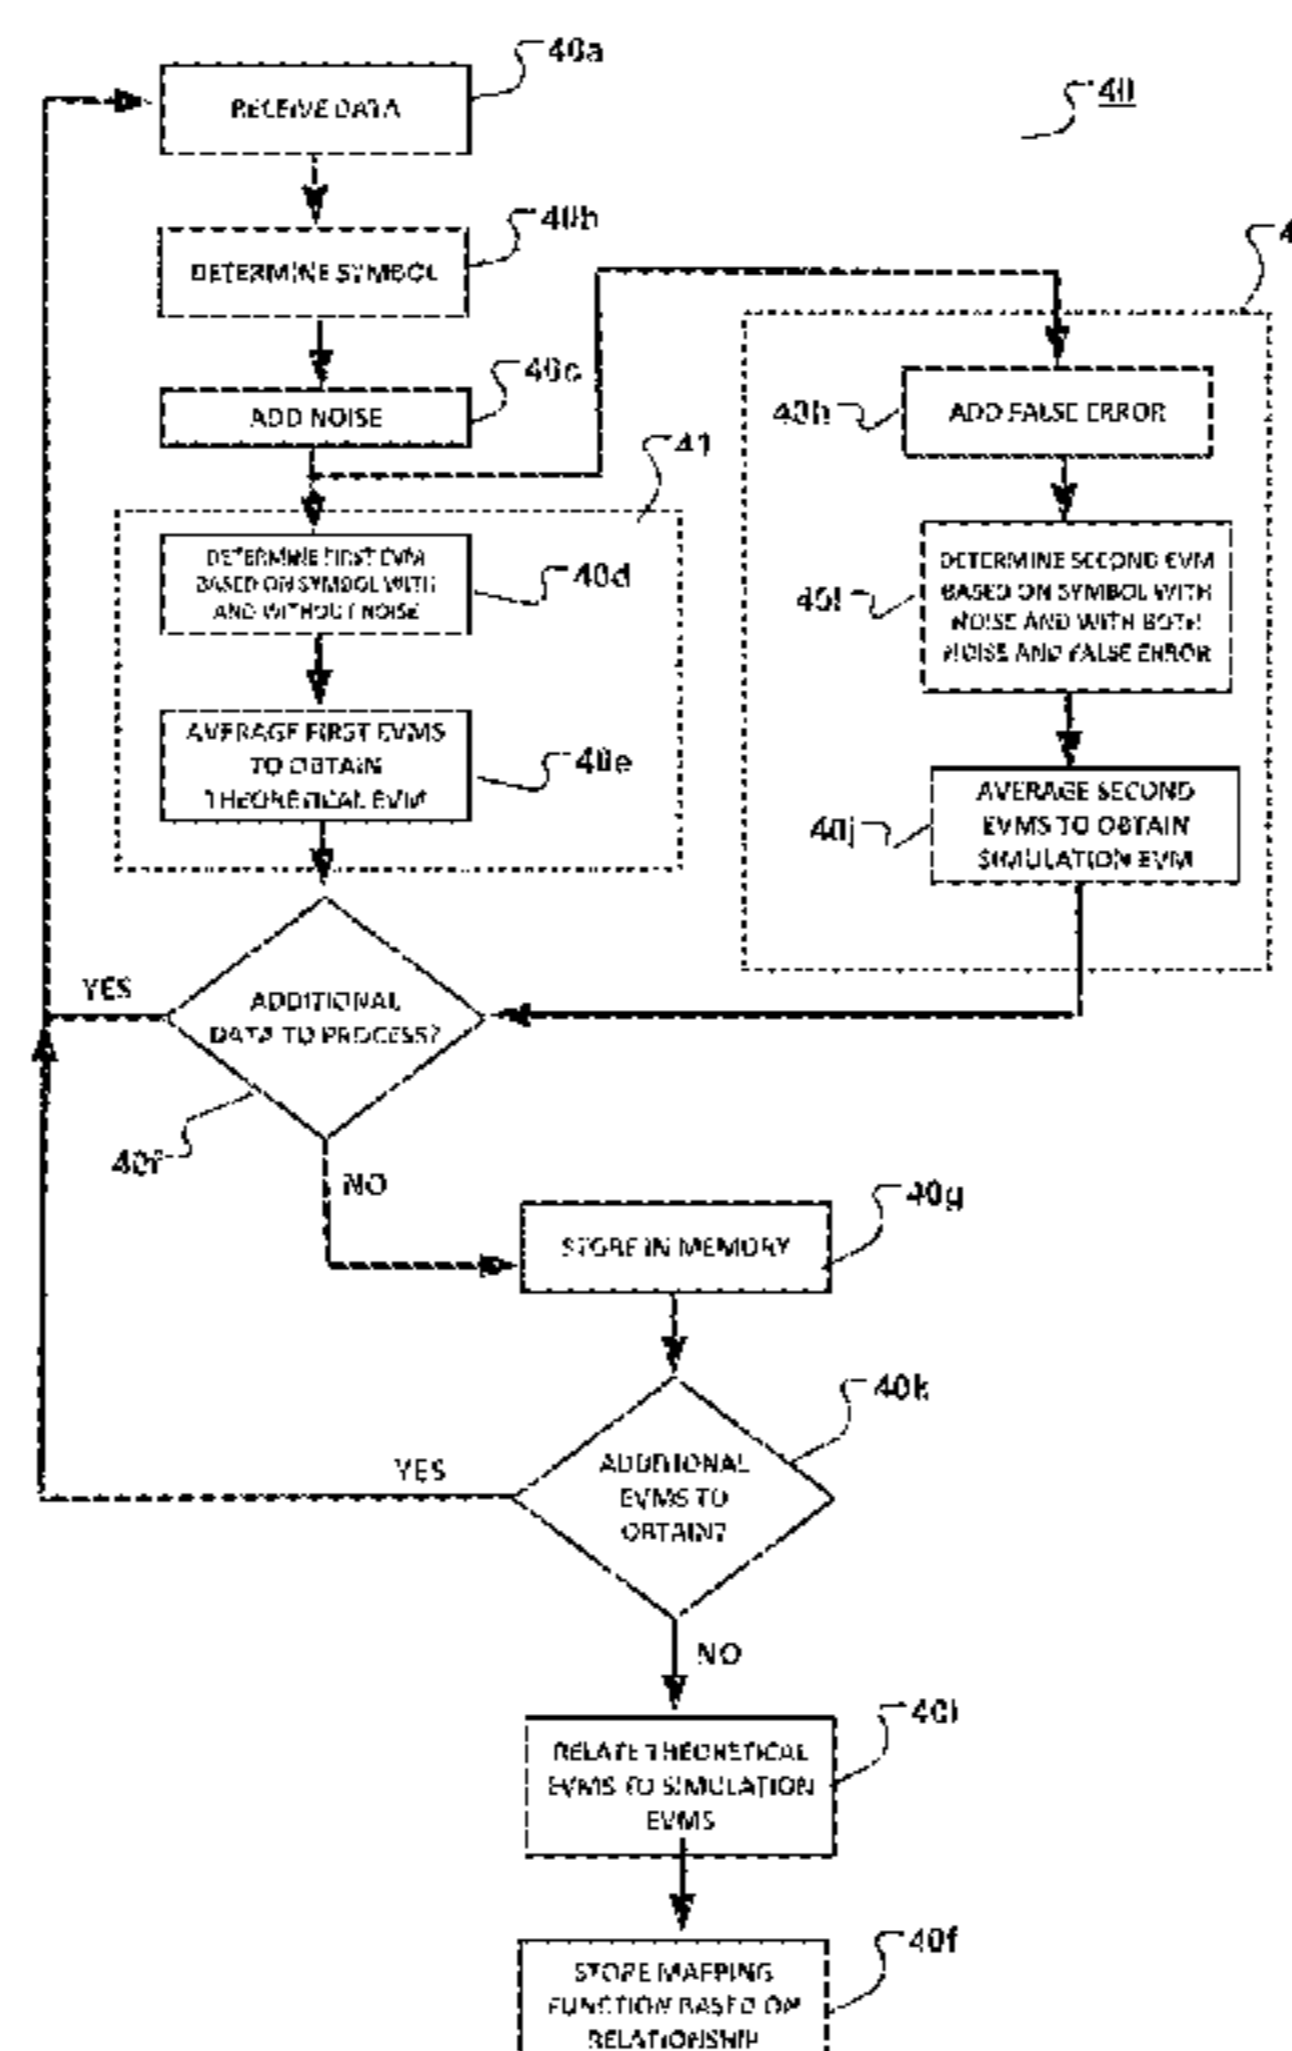 40a
RECEIVE DATA
40
40b
DETERMINE SYMBOL
40c
ADD NOISE
41
40h
ADD FALSE ERROR
DETERMINE FIRST EVM
BASED ON SYMBOL WITH
AND WITHOUT NOISE
40d
40i
DETERMINE SECOND EVM
BASED ON SYMBOL WITH
NOISE AND WITH BOTH
NOISE AND FALSE ERROR
AVERAGE FIRST EVMS
TO OBTAIN
THEORETICAL EVM
40e
40j
AVERAGE SECOND
EVMS TO OBTAIN
SIMULATION EVM
YES
ADDITIONAL
DATA TO PROCESS?
40f
NO
40g
STORE IN MEMORY
40k
YES
ADDITIONAL
EVMS TO
OBTAIN?
NO
40l
RELATE THEORETICAL
EVMS TO SIMULATION
EVMS
40f
STORE MAPPING
FUNCTION BASED ON
RELATIONSHIP